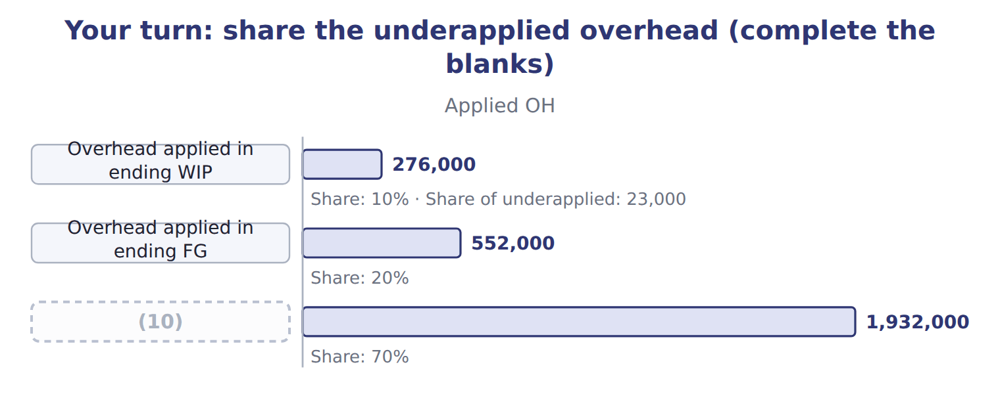 Your turn: share the underapplied overhead (complete the
blanks)
Applied OH
Overhead applied in
ending WIP
276,000
Share: 10% · Share of underapplied: 23,000
Overhead applied in
ending FG
552,000
Share: 20%
(10)
1,932,000
Share: 70%